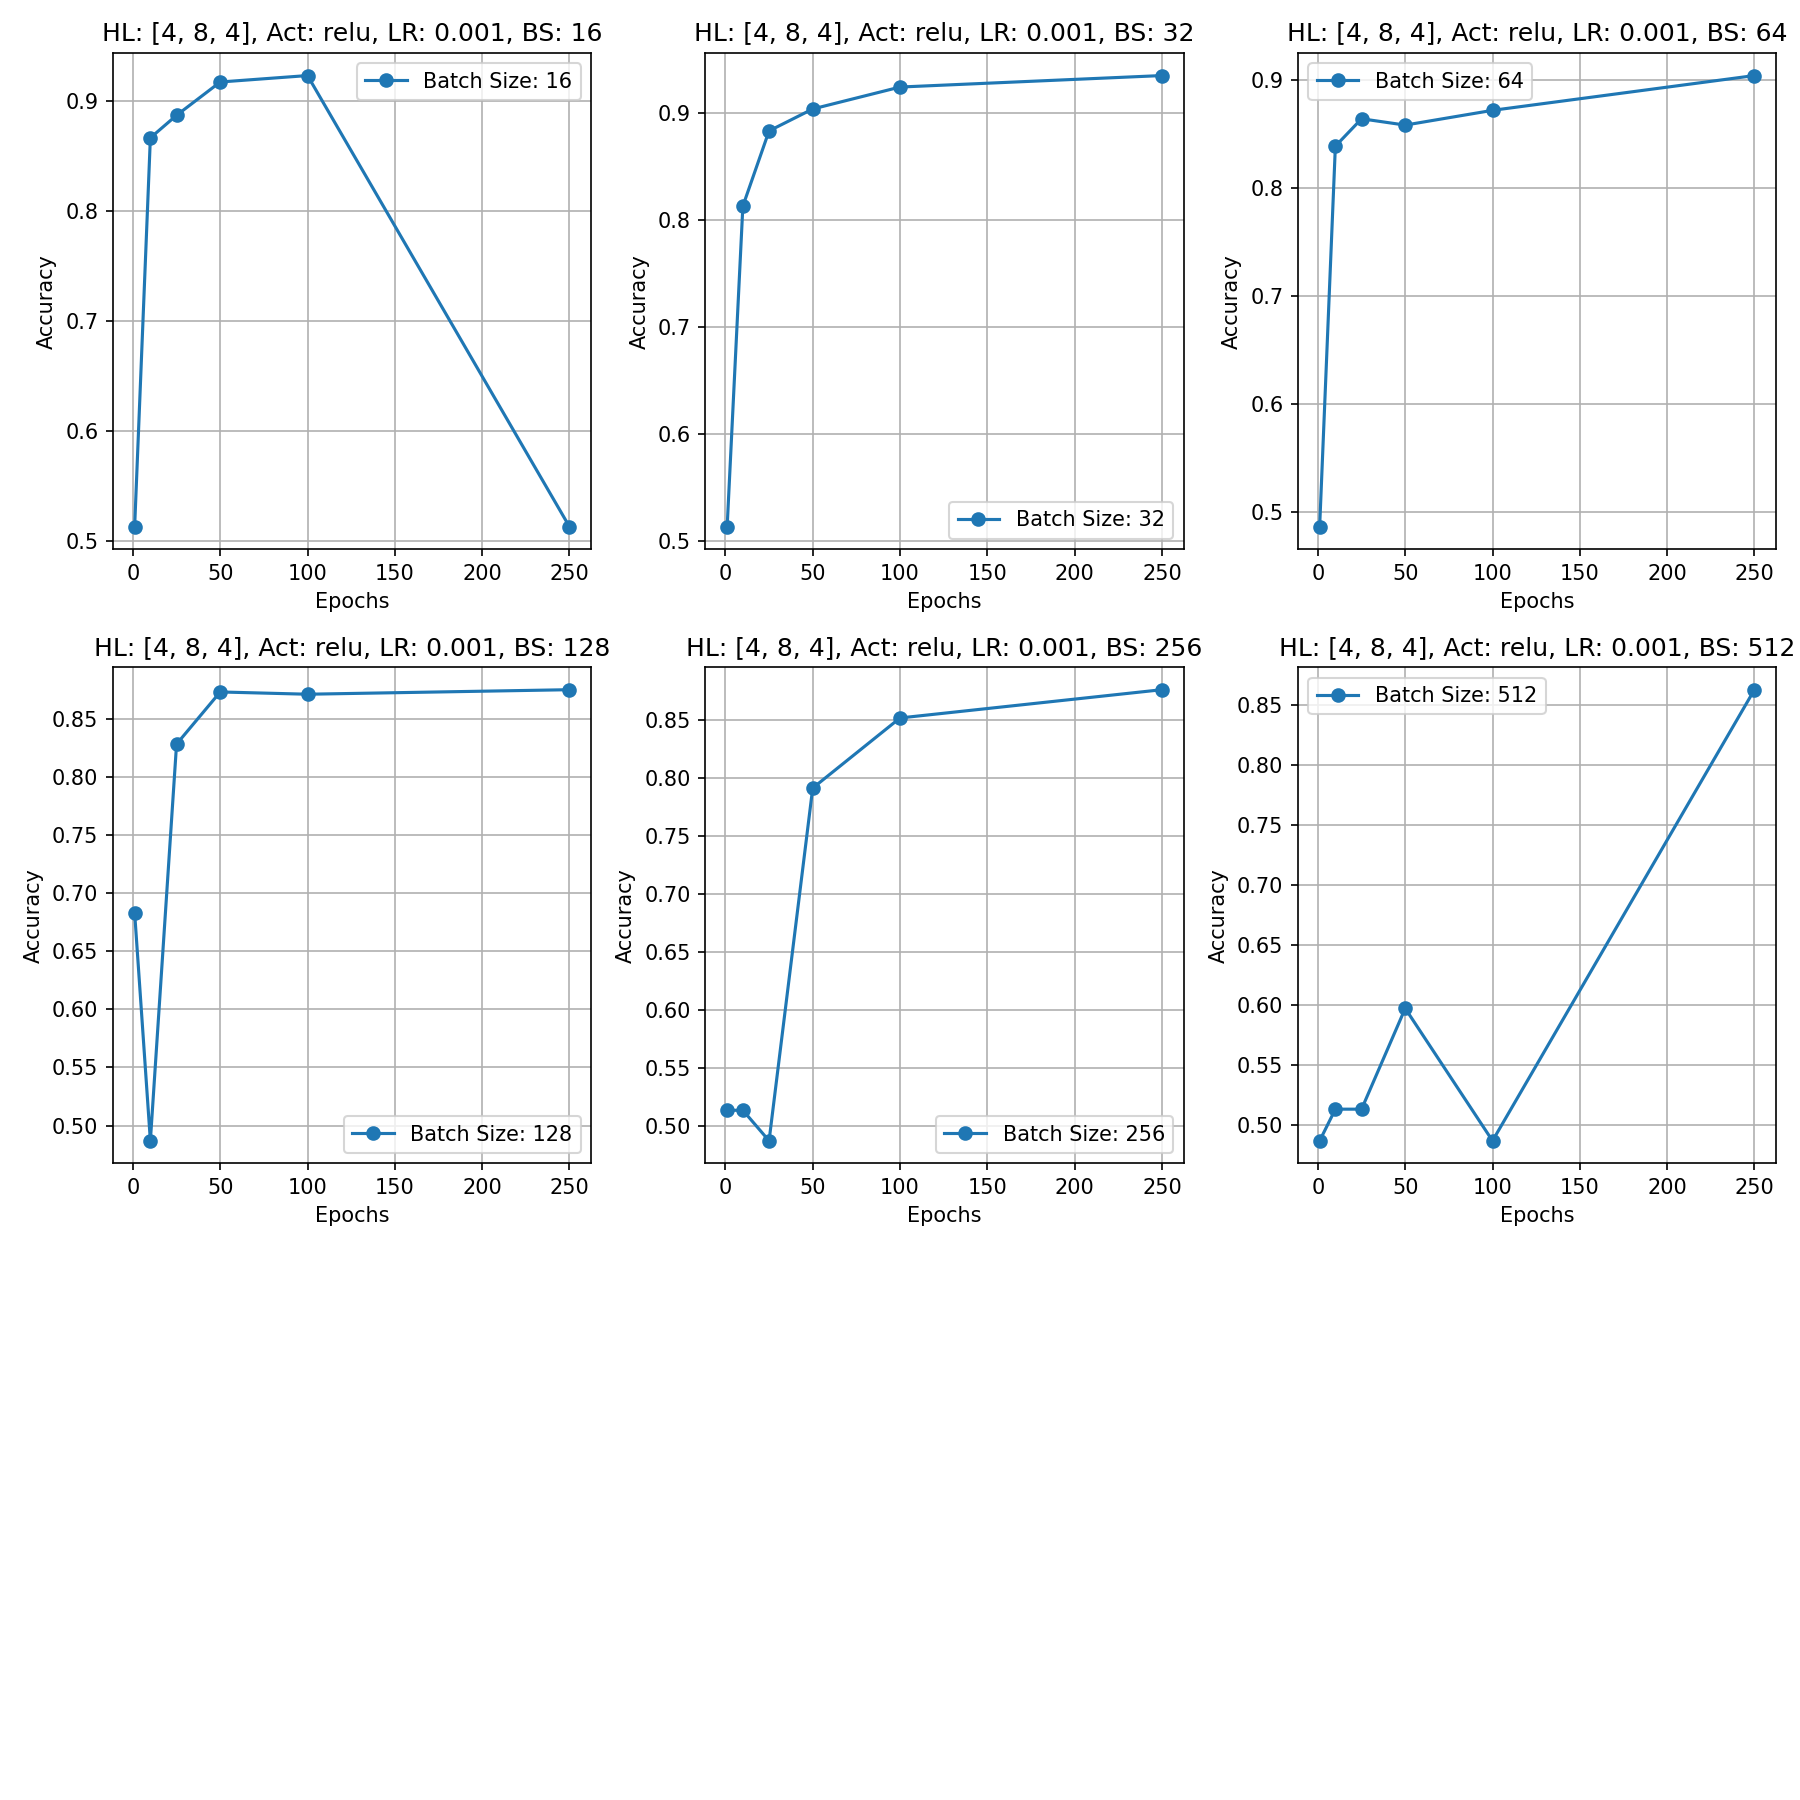 HL: [4, 8, 4], Act: relu, LR: 0.001, BS: 16
Batch Size: 16
Accuracy
0.9
0.8
0.7
0.6
0.5
0 50 100 150 200 250
Epochs
HL: [4, 8, 4], Act: relu, LR: 0.001, BS: 32
Accuracy
0.9
0.8
0.7
0.6
0.5
Batch Size: 32
0 50 100 150 200 250
Epochs
HL: [4, 8, 4], Act: relu, LR: 0.001, BS: 64
Batch Size: 64
Accuracy
0.9
0.8
0.7
0.6
0.5
0 50 100 150 200 250
Epochs
HL: [4, 8, 4], Act: relu, LR: 0.001, BS: 128
Accuracy
0.85
0.80
0.75
0.70
0.65
0.60
0.55
0.50
Batch Size: 128
0 50 100 150 200 250
Epochs
HL: [4, 8, 4], Act: relu, LR: 0.001, BS: 256
Accuracy
0.85
0.80
0.75
0.70
0.65
0.60
0.55
0.50
Batch Size: 256
0 50 100 150 200 250
Epochs
HL: [4, 8, 4], Act: relu, LR: 0.001, BS: 512
Batch Size: 512
Accuracy
0.85
0.80
0.75
0.70
0.65
0.60
0.55
0.50
0 50 100 150 200 250
Epochs